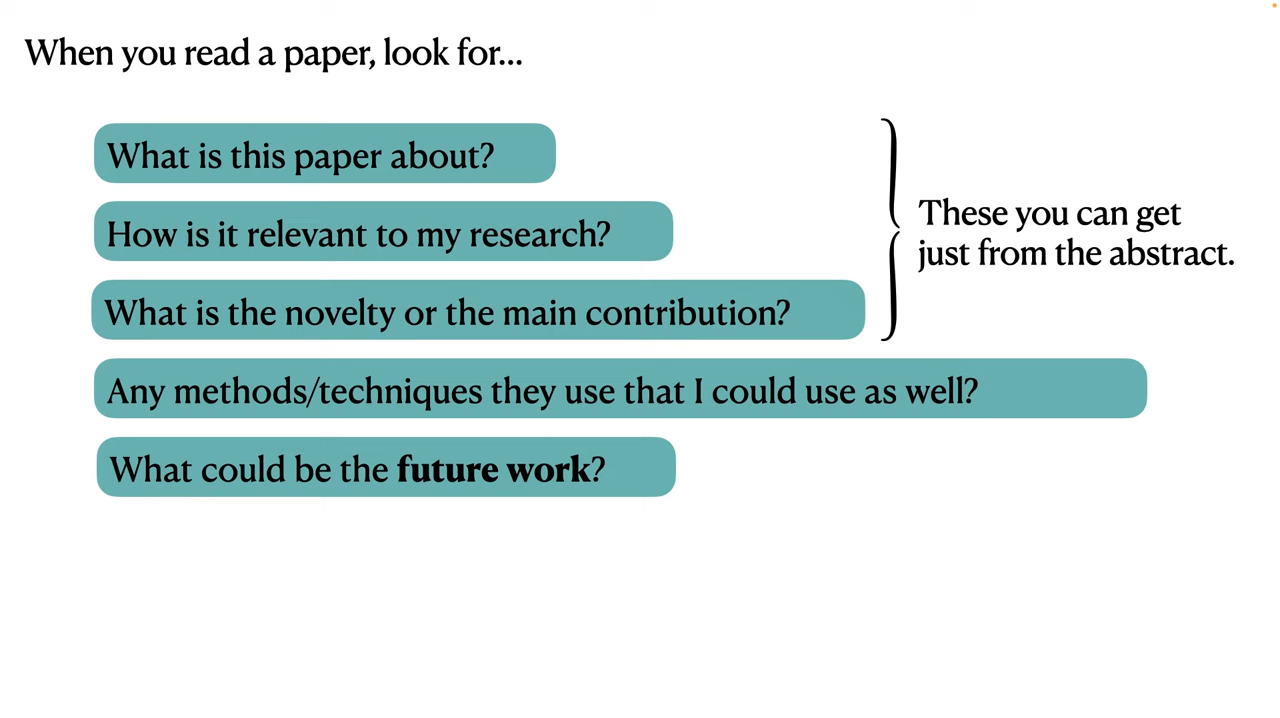 When you read a paper, look for...
What is this paper about?
How is it relevant to my research?
What is the novelty or the main contribution?
These you can get
just from the abstract.
Any methods/techniques they use that I could use as well?
What could be the future work?